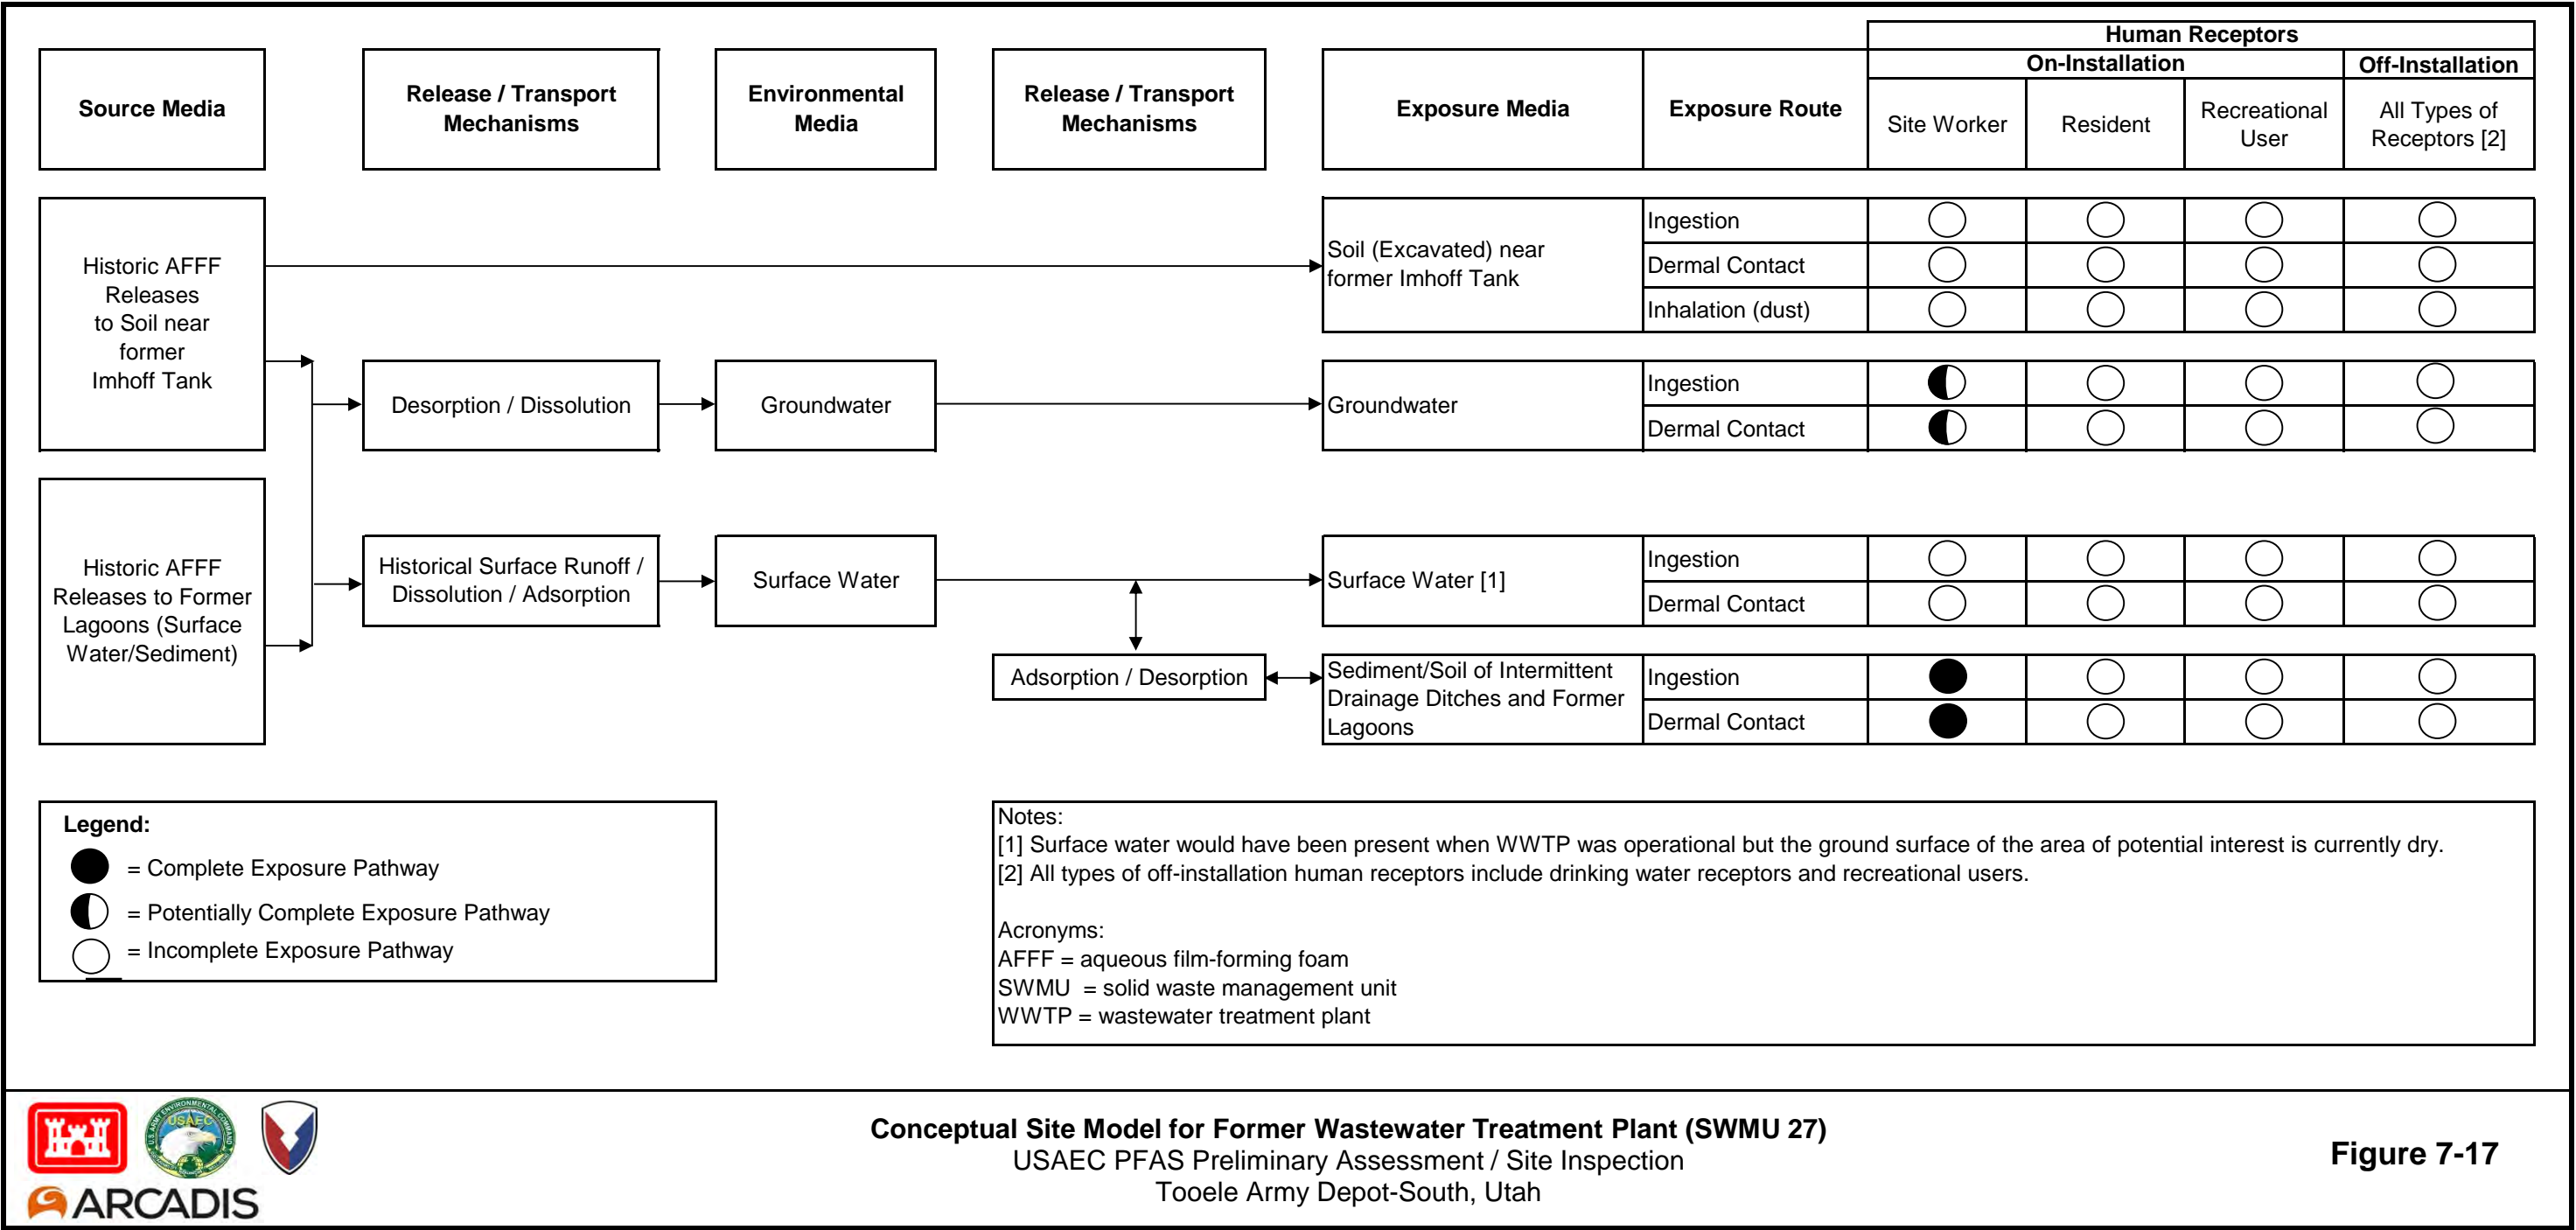 Human Receptors
On-Installation
Off-Installation
Source Media
Release / Transport
Mechanisms
Environmental
Media
Release / Transport
Mechanisms
Exposure Media
Exposure Route
Site Worker
Resident
Recreational
User
All Types of
Receptors [2]
Historic AFFF
Releases
to Soil near
former
Imhoff Tank
Soil (Excavated) near
former Imhoff Tank
Ingestion
Dermal Contact
Inhalation (dust)
Desorption / Dissolution
Groundwater
Groundwater
Ingestion
Dermal Contact
Historic AFFF
Releases to Former
Lagoons (Surface
Water/Sediment)
Historical Surface Runoff /
Dissolution / Adsorption
Surface Water
Surface Water [1]
Ingestion
Dermal Contact
Adsorption / Desorption
Sediment/Soil of Intermittent
Drainage Ditches and Former
Lagoons
Ingestion
Dermal Contact
Legend:
= Complete Exposure Pathway
= Potentially Complete Exposure Pathway
= Incomplete Exposure Pathway
Notes:
[1] Surface water would have been present when WWTP was operational but the ground surface of the area of potential interest is currently dry.
[2] All types of off-installation human receptors include drinking water receptors and recreational users.
Acronyms:
AFFF = aqueous film-forming foam
SWMU = solid waste management unit
WWTP = wastewater treatment plant
U.S. ARMY ENVIRONMENTAL COMMAND
USAEC
ARCADIS
Conceptual Site Model for Former Wastewater Treatment Plant (SWMU 27)
USAEC PFAS Preliminary Assessment / Site Inspection
Tooele Army Depot-South, Utah
Figure 7-17